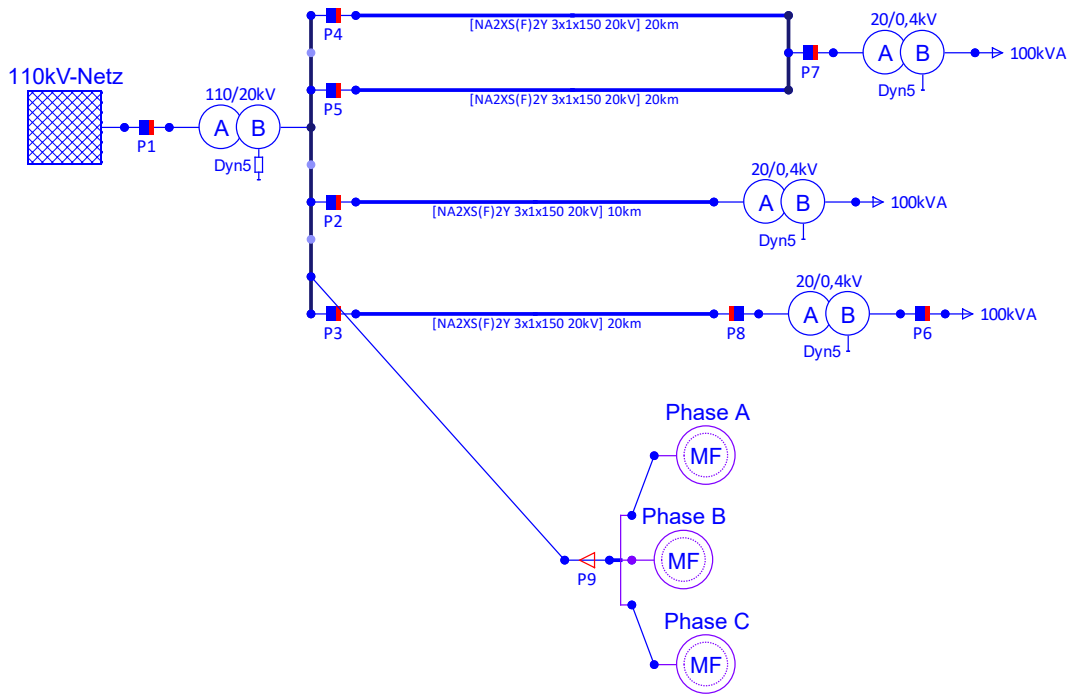 P4
[NA2XS(F)2Y 3x1x150 20kV] 20km
20/0,4kV
A
B
100kVA
P7
Dyn5
110kV-Netz
P5
[NA2XS(F)2Y 3x1x150 20kV] 20km
110/20kV
A
B
P1
Dyn5
20/0,4kV
P2
[NA2XS(F)2Y 3x1x150 20kV] 10km
A
B
100kVA
Dyn5
20/0,4kV
P3
[NA2XS(F)2Y 3x1x150 20kV] 20km
P8
A
B
P6
100kVA
Dyn5
Phase A
MF
Phase B
MF
P9
Phase C
MF